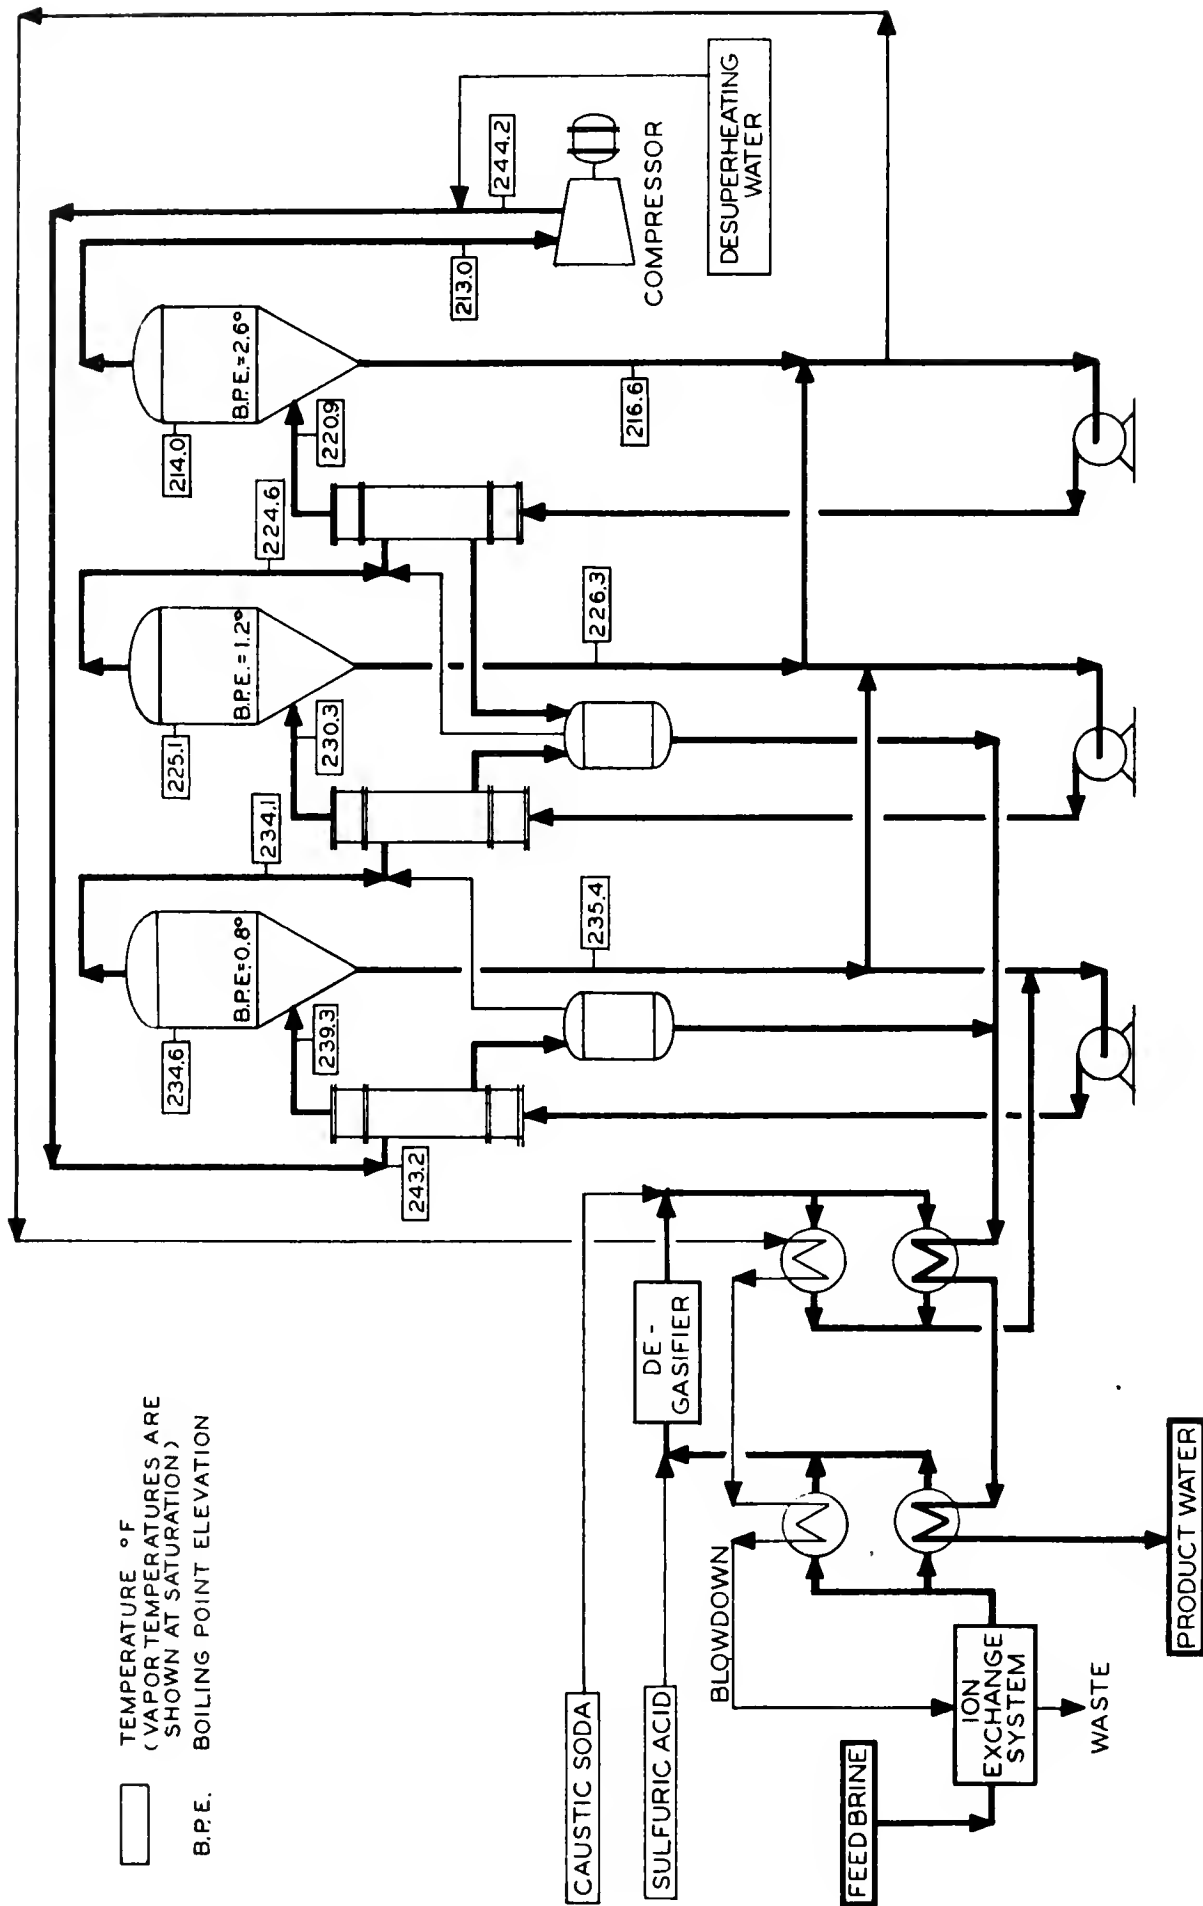 TEMPERATURE °F
(VAPOR TEMPERATURES ARE
SHOWN AT SATURATION)
B.P.E. BOILING POINT ELEVATION
234.6
B.P.E.=0.8°
239.3
243.2
234.1
235.4
225.1
B.P.E.=1.2°
230.3
224.6
226.3
214.0
B.P.E.=2.6°
220.9
216.6
213.0
244.2
COMPRESSOR
DESUPERHEATING
WATER
CAUSTIC SODA
SULFURIC ACID
DE-
GASIFIER
BLOWDOWN
FEED BRINE
ION
EXCHANGE
SYSTEM
WASTE
PRODUCT WATER